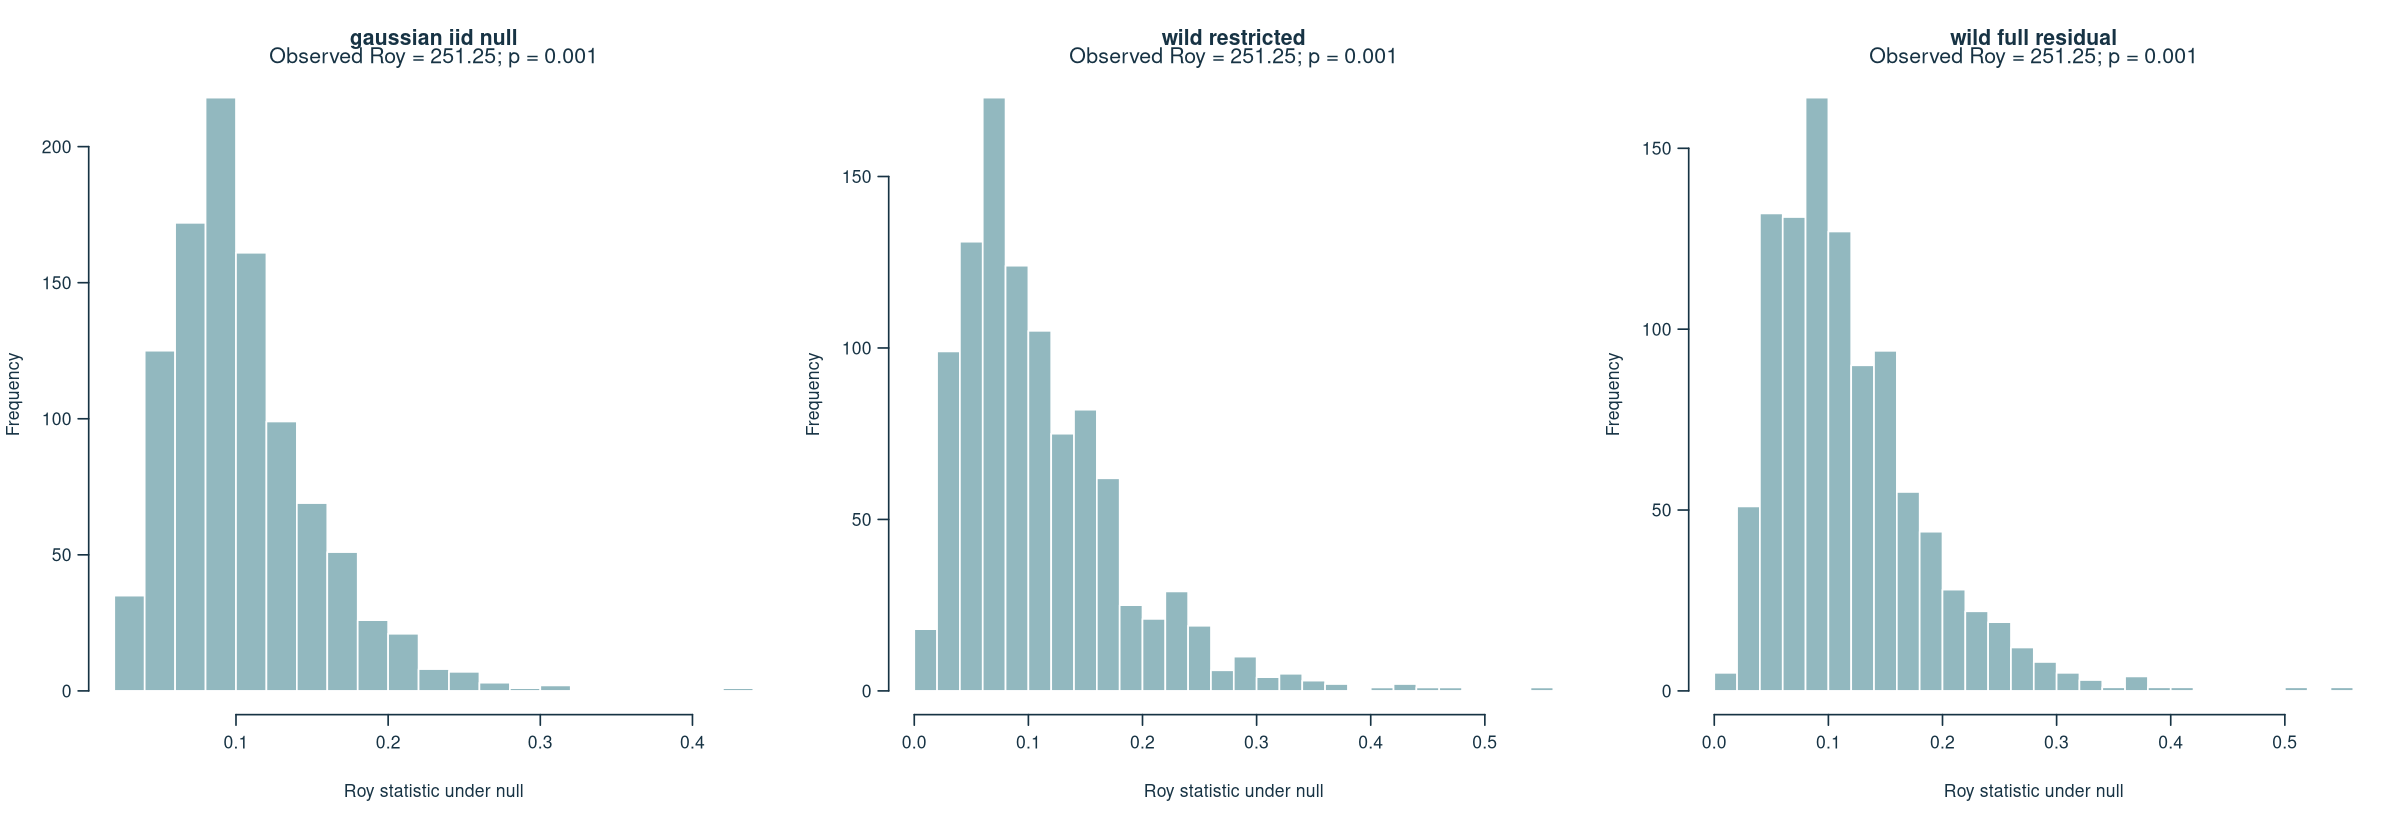 gaussian iid null
Observed Roy = 251.25; p = 0.001
Frequency
200
150
100
50
0
0.1 0.2 0.3 0.4
Roy statistic under null
wild restricted
Observed Roy = 251.25; p = 0.001
Frequency
150
100
50
0
0.0 0.1 0.2 0.3 0.4 0.5
Roy statistic under null
wild full residual
Observed Roy = 251.25; p = 0.001
Frequency
150
100
50
0
0.0 0.1 0.2 0.3 0.4 0.5
Roy statistic under null